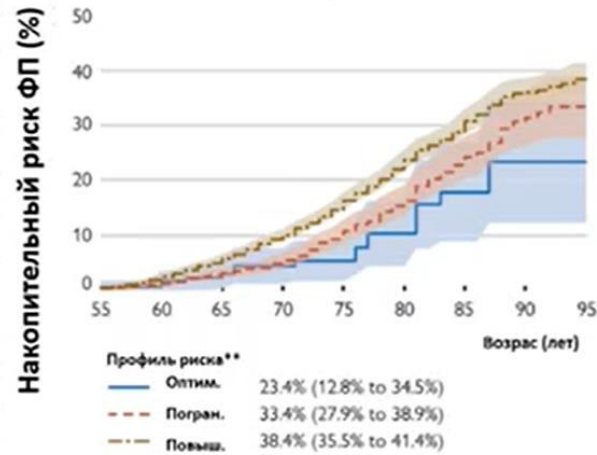 Накопительный риск ФП (%)
50
40
30
20
10
0
55 60 65 70 75 80 85 90 95
Возрас (лет)
Профиль риска**
Оптим. 23.4% (12.8% to 34.5%)
Погран. 33.4% (27.9% to 38.9%)
Повыш. 38.4% (35.5% to 41.4%)